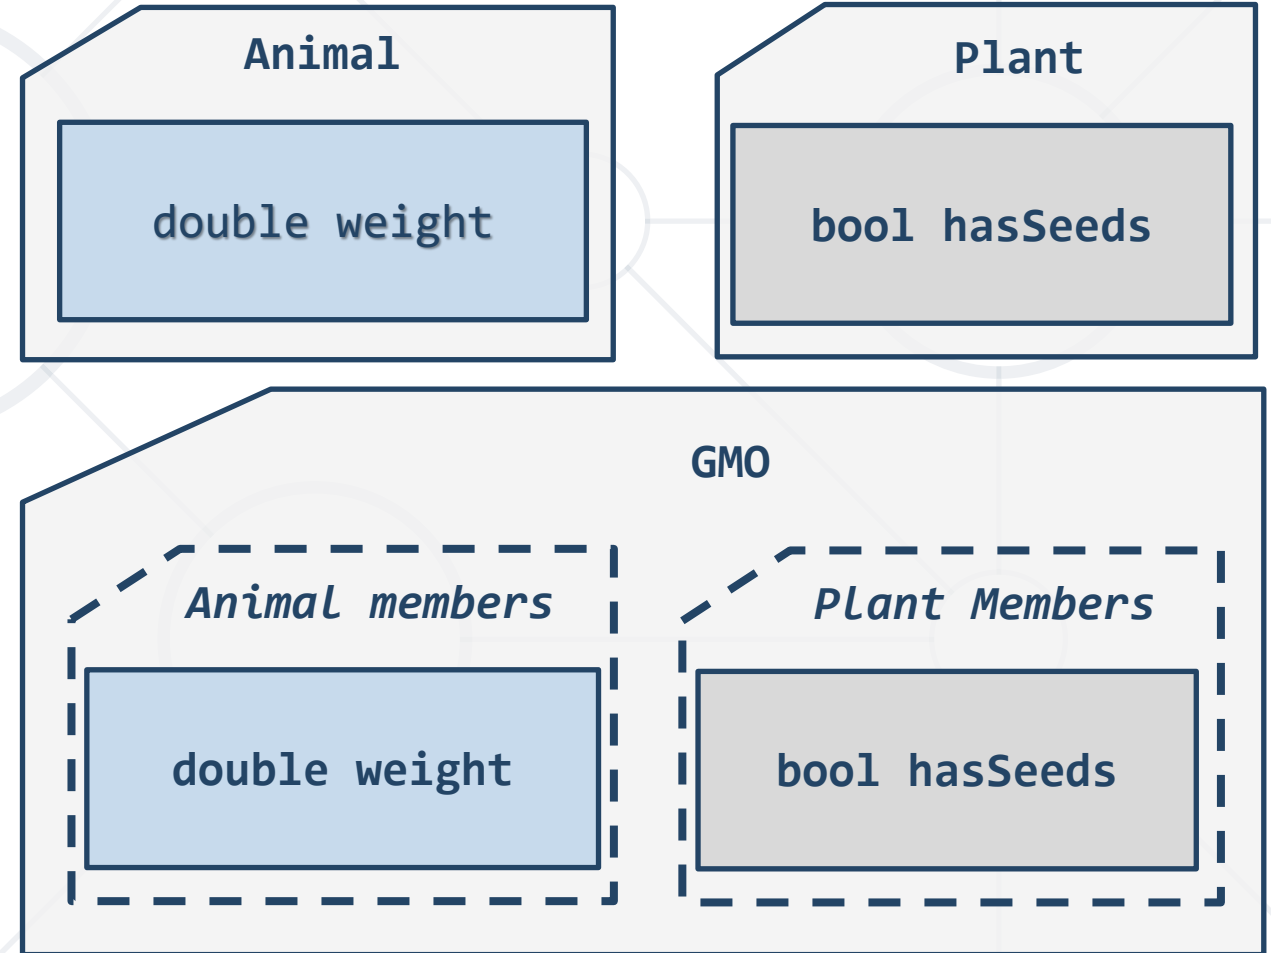 Animal
Plant
double weight
bool hasSeeds
GMO
Animal members
Plant Members
double weight
bool hasSeeds